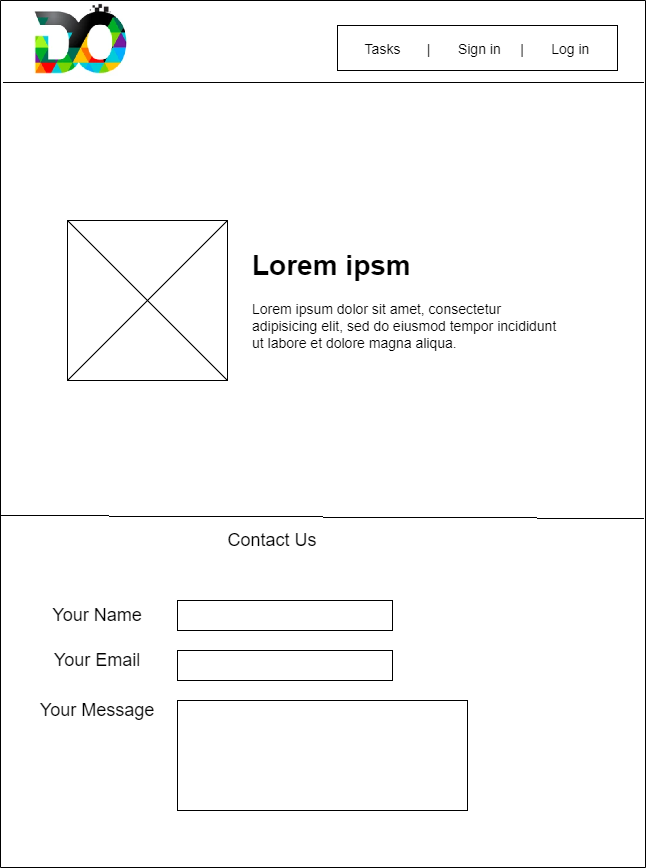 DO
Tasks | Sign in | Log in
Lorem ipsm
Lorem ipsum dolor sit amet, consectetur
adipisicing elit, sed do eiusmod tempor incididunt
ut labore et dolore magna aliqua.
Contact Us
Your Name
Your Email
Your Message